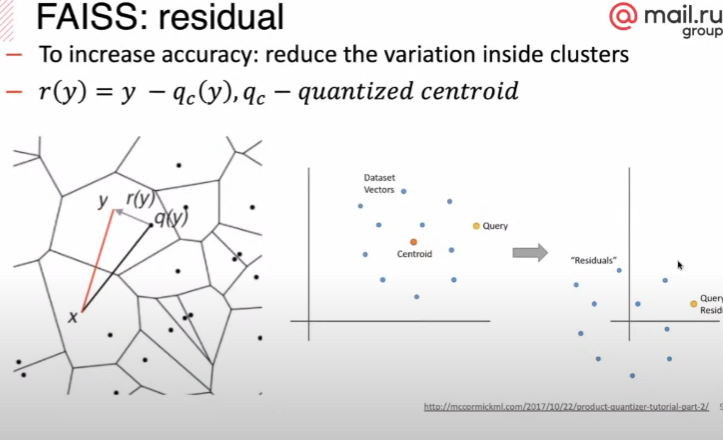 FAISS: residual
@ mail.ru
group
– To increase accuracy: reduce the variation inside clusters
– r(y) = y − q_c(y), q_c − quantized centroid
y r(y)
q(y)
x
Dataset
Vectors
Query
Centroid
"Residuals"
Query
http://mccormickml.com/2017/10/22/product-quantizer-tutorial-part-2/